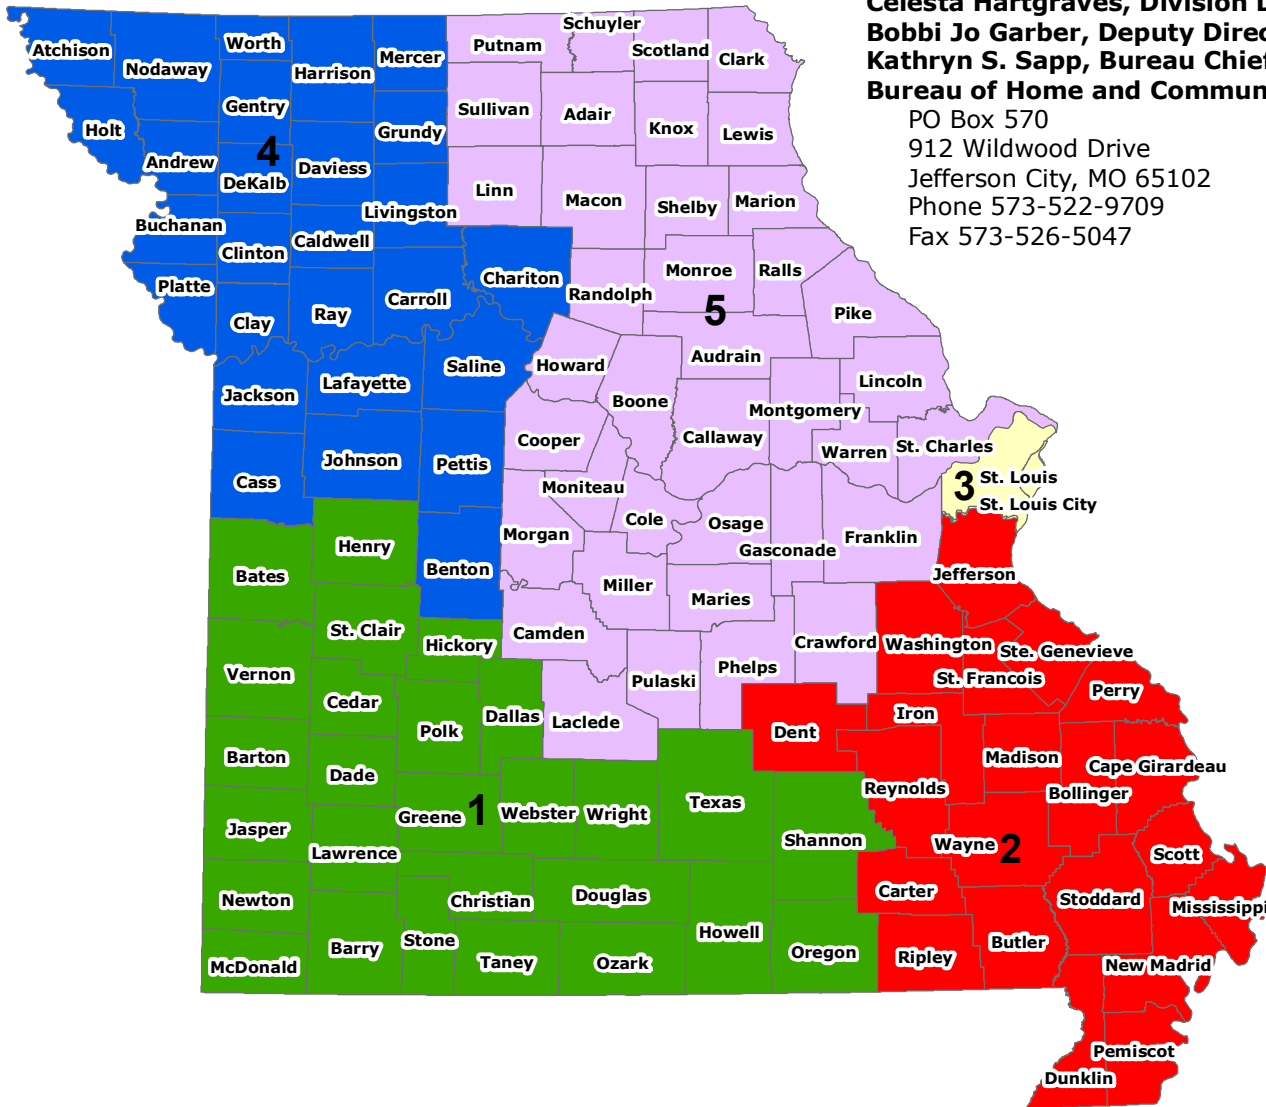 Celesta Hartgraves, Division D
Bobbi Jo Garber, Deputy Direc
Kathryn S. Sapp, Bureau Chief
Bureau of Home and Commun
PO Box 570
912 Wildwood Drive
Jefferson City, MO 65102
Phone 573-522-9709
Fax 573-526-5047
Atchison
Nodaway
Worth
Harrison
Mercer
Putnam
Schuyler
Scotland
Clark
Holt
Gentry
Grundy
Sullivan
Adair
Knox
Lewis
4
Andrew
DeKalb
Daviess
Livingston
Linn
Macon
Shelby
Marion
Buchanan
Clinton
Caldwell
Chariton
Randolph
Monroe
Ralls
Platte
Clay
Ray
Carroll
5
Pike
Audrain
Saline
Howard
Boone
Lincoln
Jackson
Lafayette
Montgomery
Cooper
Callaway
Warren
St. Charles
Cass
Johnson
Pettis
Moniteau
3
St. Louis
St. Louis City
Henry
Morgan
Cole
Osage
Gasconade
Franklin
Bates
Benton
Miller
Maries
Jefferson
St. Clair
Hickory
Camden
Crawford
Washington
Ste. Genevieve
Vernon
Pulaski
Phelps
St. Francois
Perry
Cedar
Polk
Dallas
Laclede
Dent
Iron
Barton
Dade
Madison
Cape Girardeau
Reynolds
Bollinger
Jasper
Greene
1
Webster
Wright
Texas
Shannon
Wayne
2
Lawrence
Scott
Newton
Christian
Douglas
Carter
Stoddard
Mississippi
Barry
Stone
Howell
Oregon
Ripley
Butler
McDonald
Taney
Ozark
New Madrid
Pemiscot
Dunklin